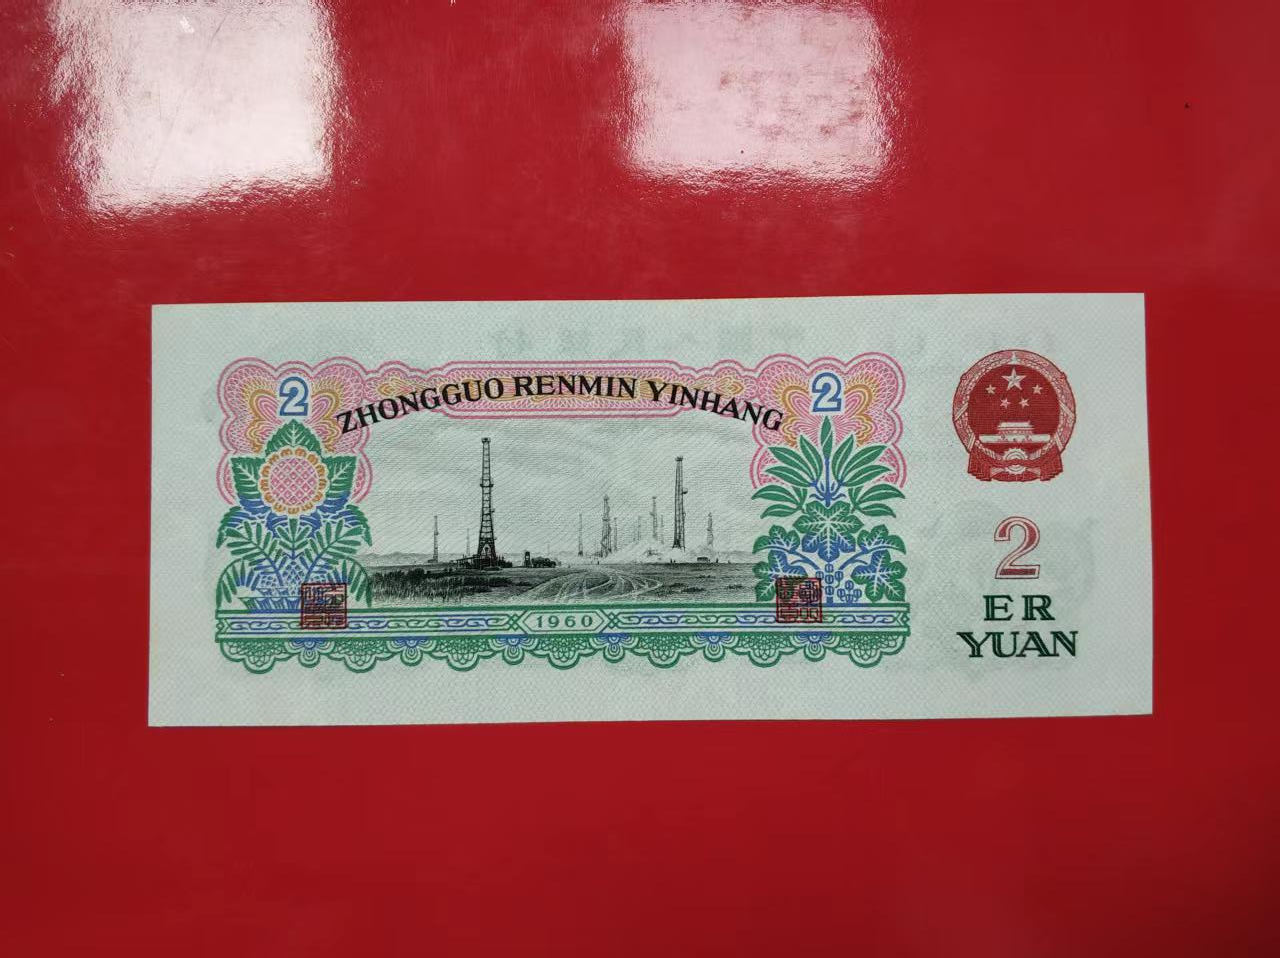 2
2
ZHONGGUO RENMIN YINHANG
2
ER
YUAN
1960